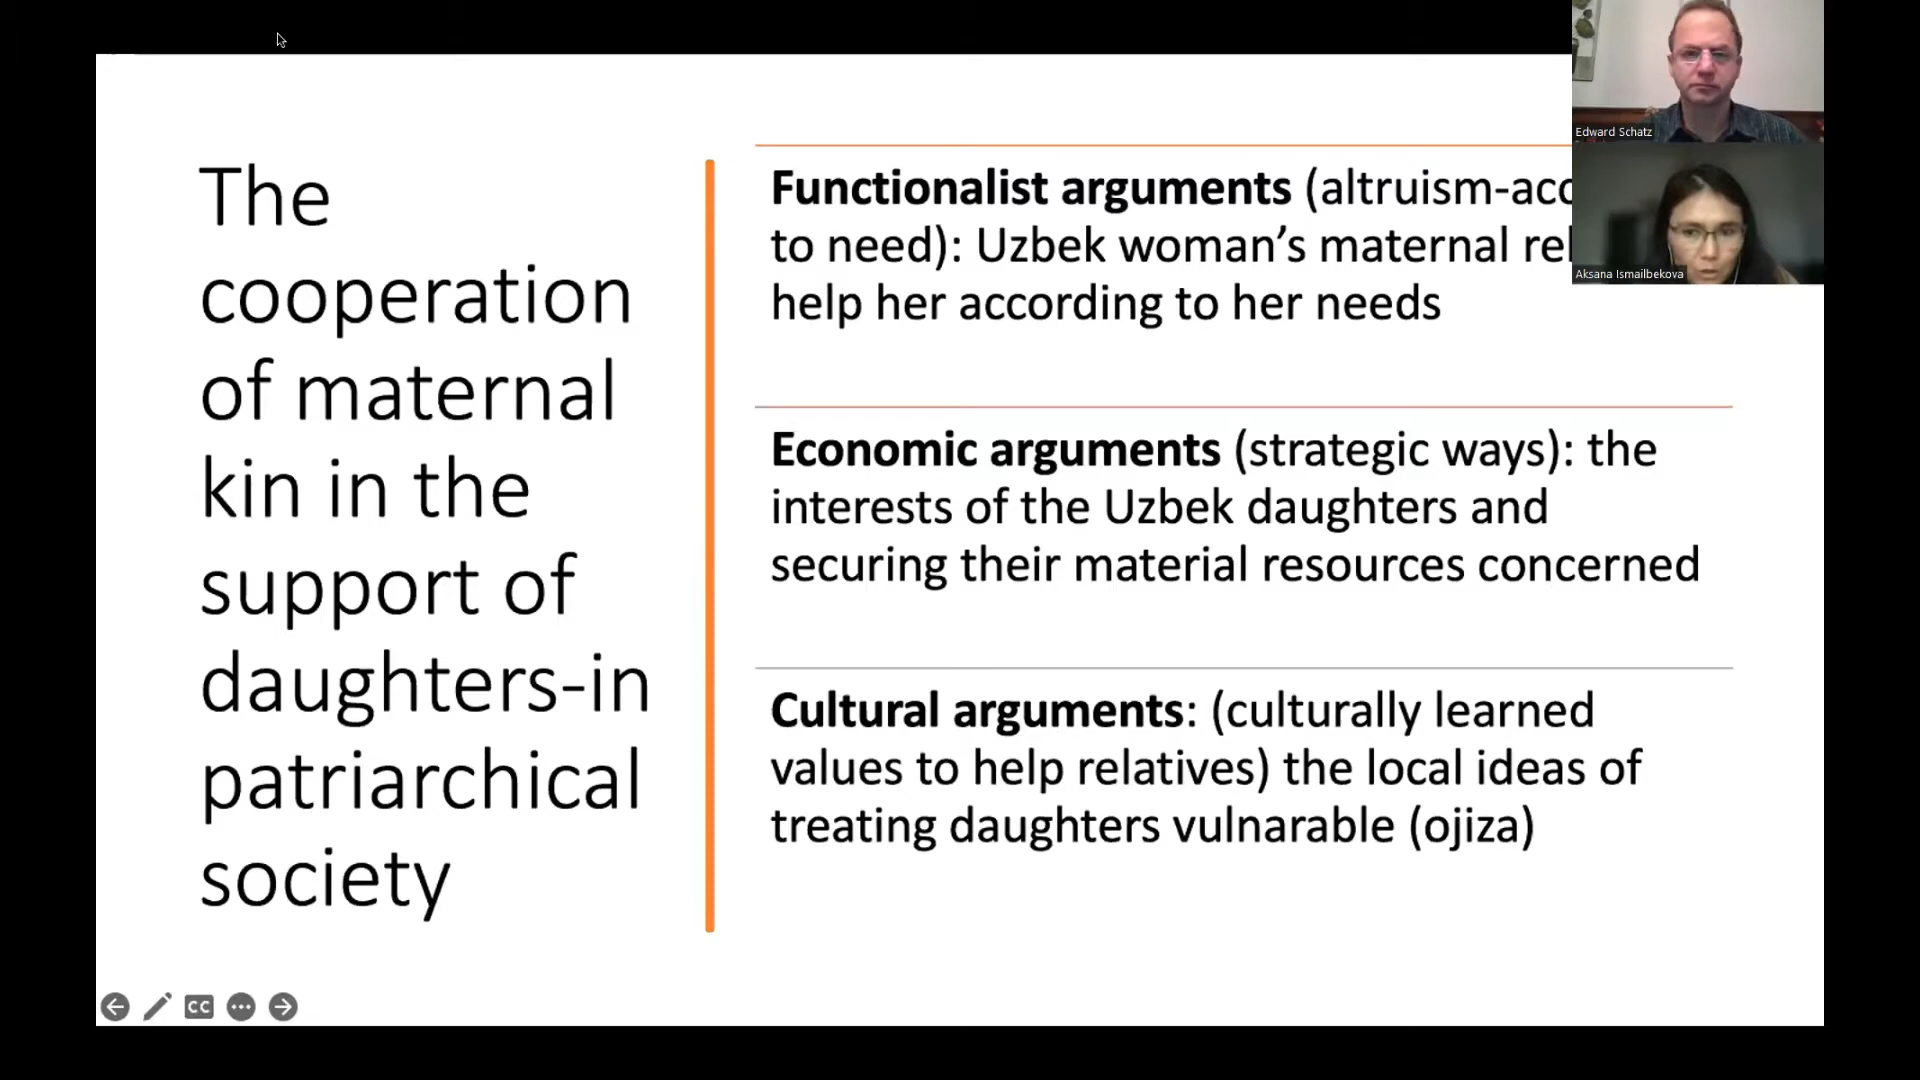 The
cooperation
of maternal
kin in the
support of
daughters-in
patriarchical
society
Functionalist arguments (altruism-acc
to need): Uzbek woman’s maternal rel
help her according to her needs
Economic arguments (strategic ways): the
interests of the Uzbek daughters and
securing their material resources concerned
Cultural arguments: (culturally learned
values to help relatives) the local ideas of
treating daughters vulnarable (ojiza)
Edward Schatz
Aksana Ismailbekova
CC